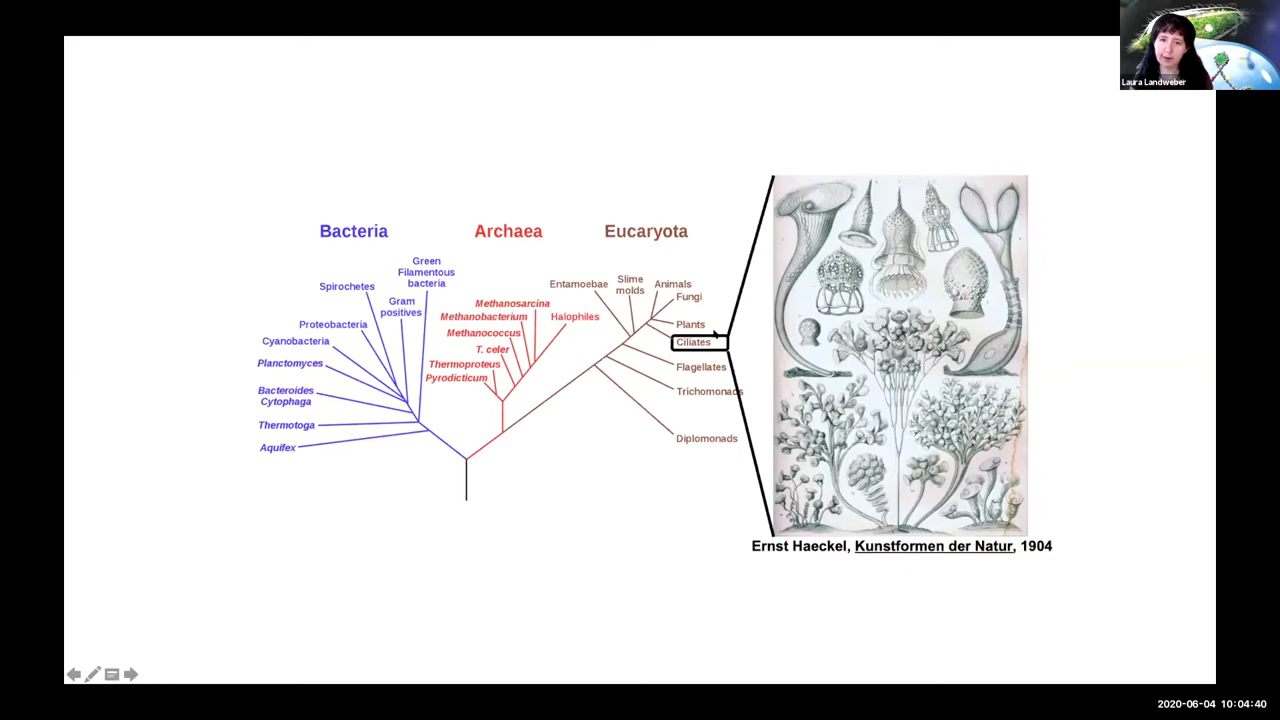 Laura Landweber
Bacteria
Archaea
Eucaryota
Green
Filamentous
bacteria
Spirochetes
Gram
positives
Proteobacteria
Cyanobacteria
Planctomyces
Bacteroides
Cytophaga
Thermotoga
Aquifex
Methanosarcina
Methanobacterium
Halophiles
Methanococcus
T. celer
Thermoproteus
Pyrodicticum
Entamoebae
Slime
molds
Animals
Fungi
Plants
Ciliates
Flagellates
Trichomonads
Diplomonads
Ernst Haeckel, Kunstformen der Natur, 1904
2020-06-04 10:04:40